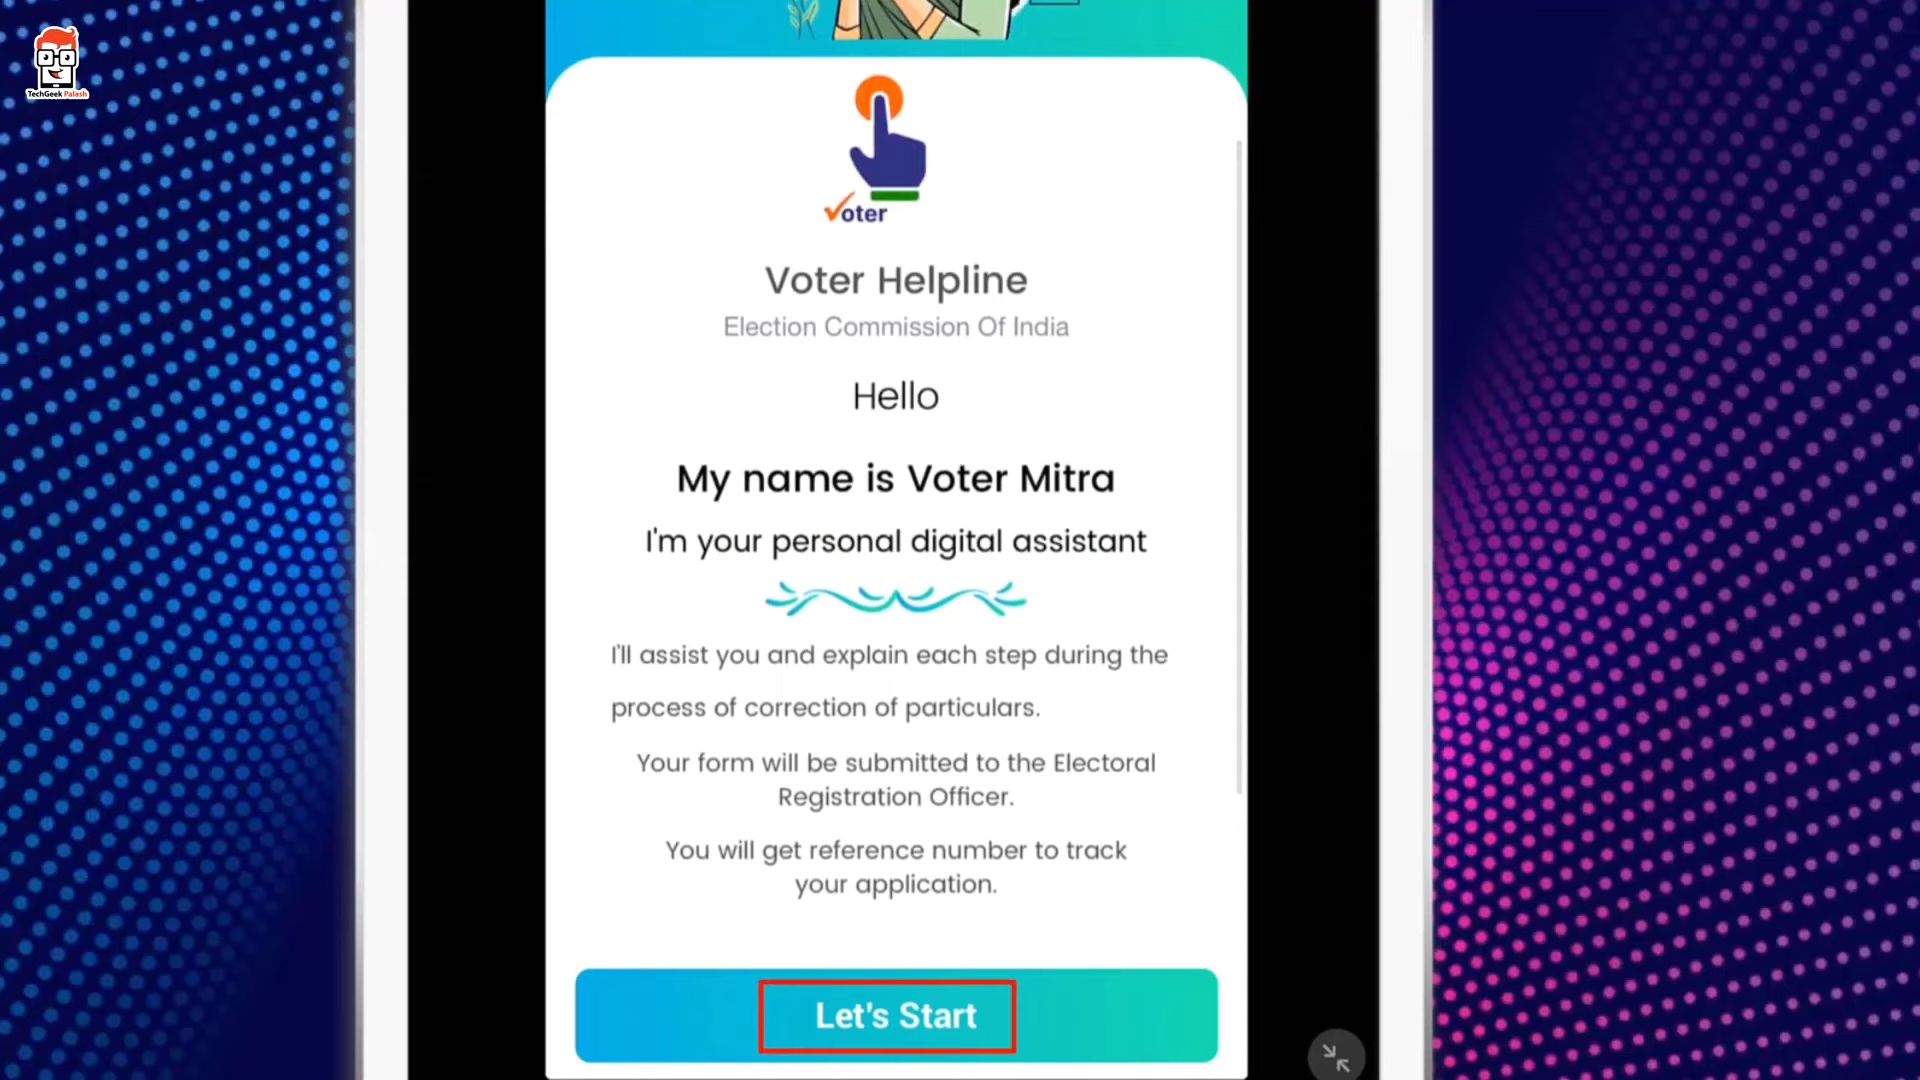 TechGeek Palash
Voter
Voter Helpline
Election Commission Of India
Hello
My name is Voter Mitra
I'm your personal digital assistant
I'll assist you and explain each step during the
process of correction of particulars.
Your form will be submitted to the Electoral
Registration Officer.
You will get reference number to track
your application.
Let's Start